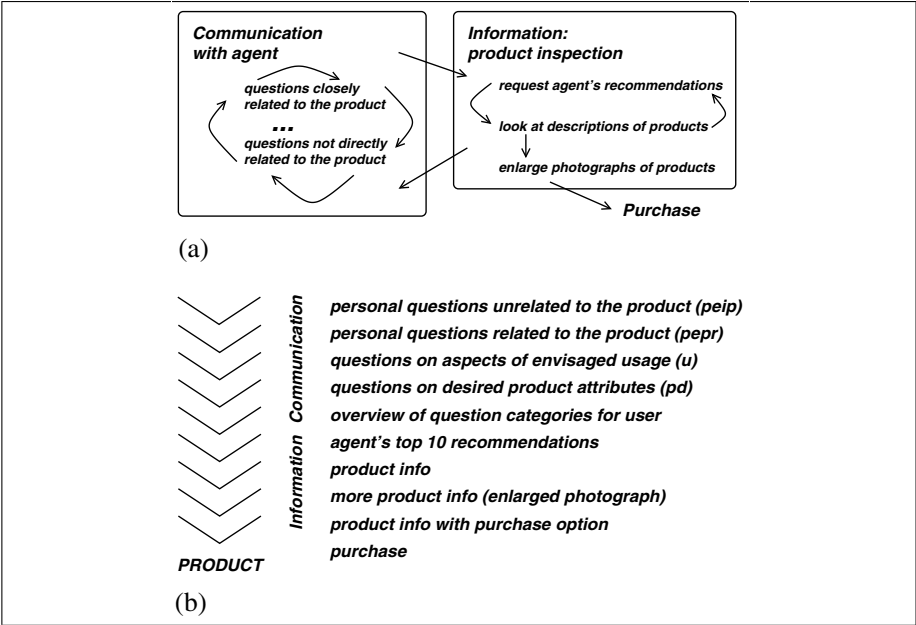 Communication
with agent
questions closely
related to the product
...
questions not directly
related to the product
Information:
product inspection
request agent's recommendations
look at descriptions of products
enlarge photographs of products
Purchase
(a)
Communication
personal questions unrelated to the product (peip)
personal questions related to the product (pepr)
questions on aspects of envisaged usage (u)
questions on desired product attributes (pd)
overview of question categories for user
Information
agent's top 10 recommendations
product info
more product info (enlarged photograph)
product info with purchase option
purchase
PRODUCT
(b)